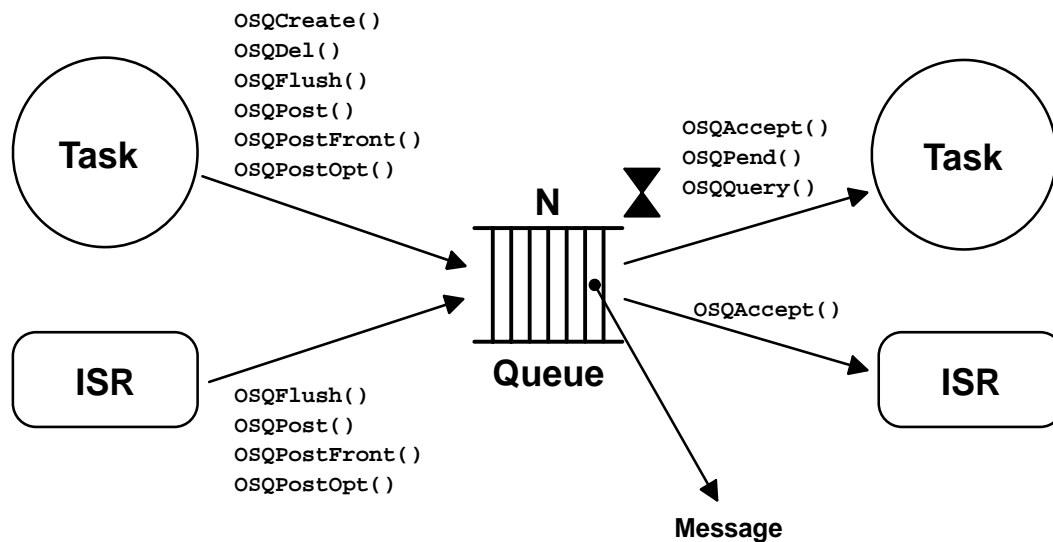 OSQCreate()
OSQDel()
OSQFlush()
OSQPost()
OSQPostFront()
OSQPostOpt()
Task
OSQAccept()
OSQPend()
OSQQuery()
Task
N
Queue
OSQAccept()
ISR
ISR
OSQFlush()
OSQPost()
OSQPostFront()
OSQPostOpt()
Message